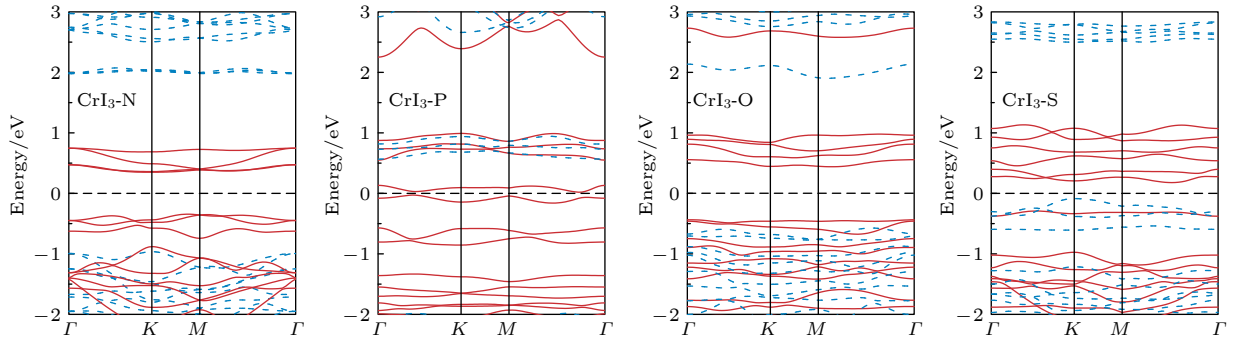 Energy/eV
3
2
1
0
−1
−2
CrI₃-N
Γ K M Γ
Energy/eV
3
2
1
0
−1
−2
CrI₃-P
Γ K M Γ
Energy/eV
3
2
1
0
−1
−2
CrI₃-O
Γ K M Γ
Energy/eV
3
2
1
0
−1
−2
CrI₃-S
Γ K M Γ